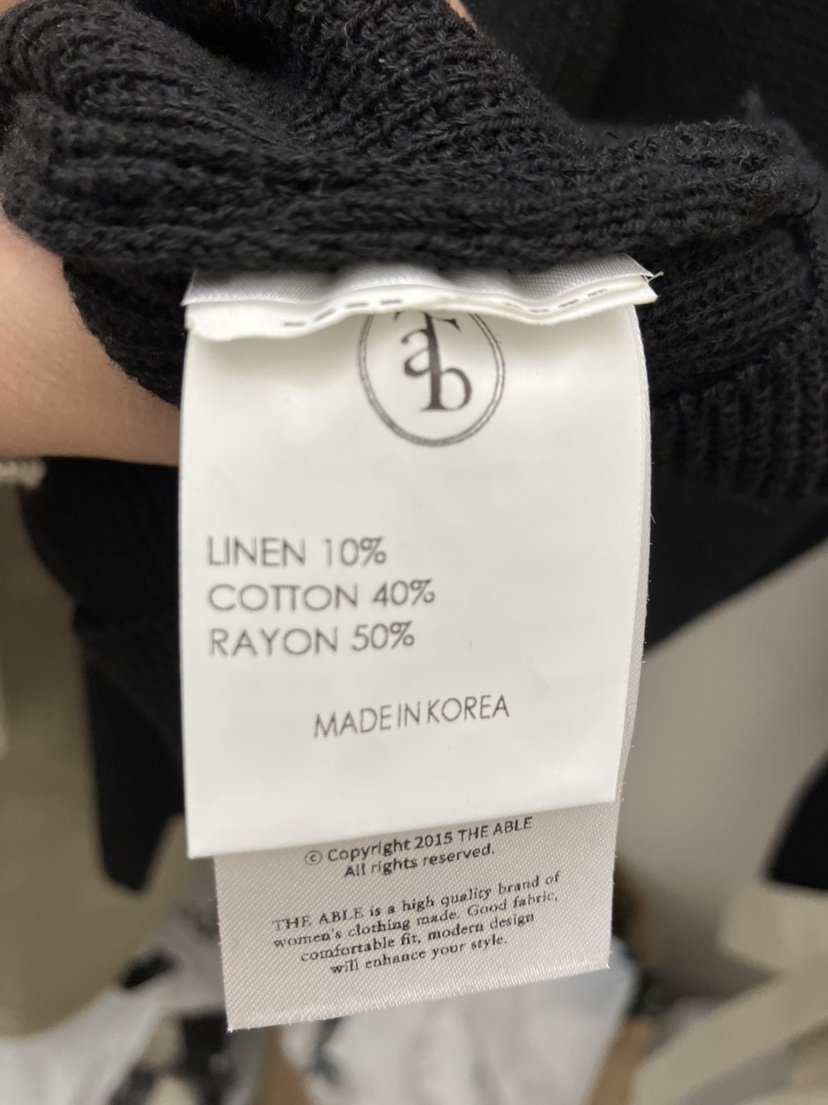 Tab
LINEN 10%
COTTON 40%
RAYON 50%
MADE IN KOREA
© Copyright 2015 THE ABLE
All rights reserved.
THE ABLE is a high quality brand of
women's clothing made. Good fabric,
comfortable fit, modern design
will enhance your style.